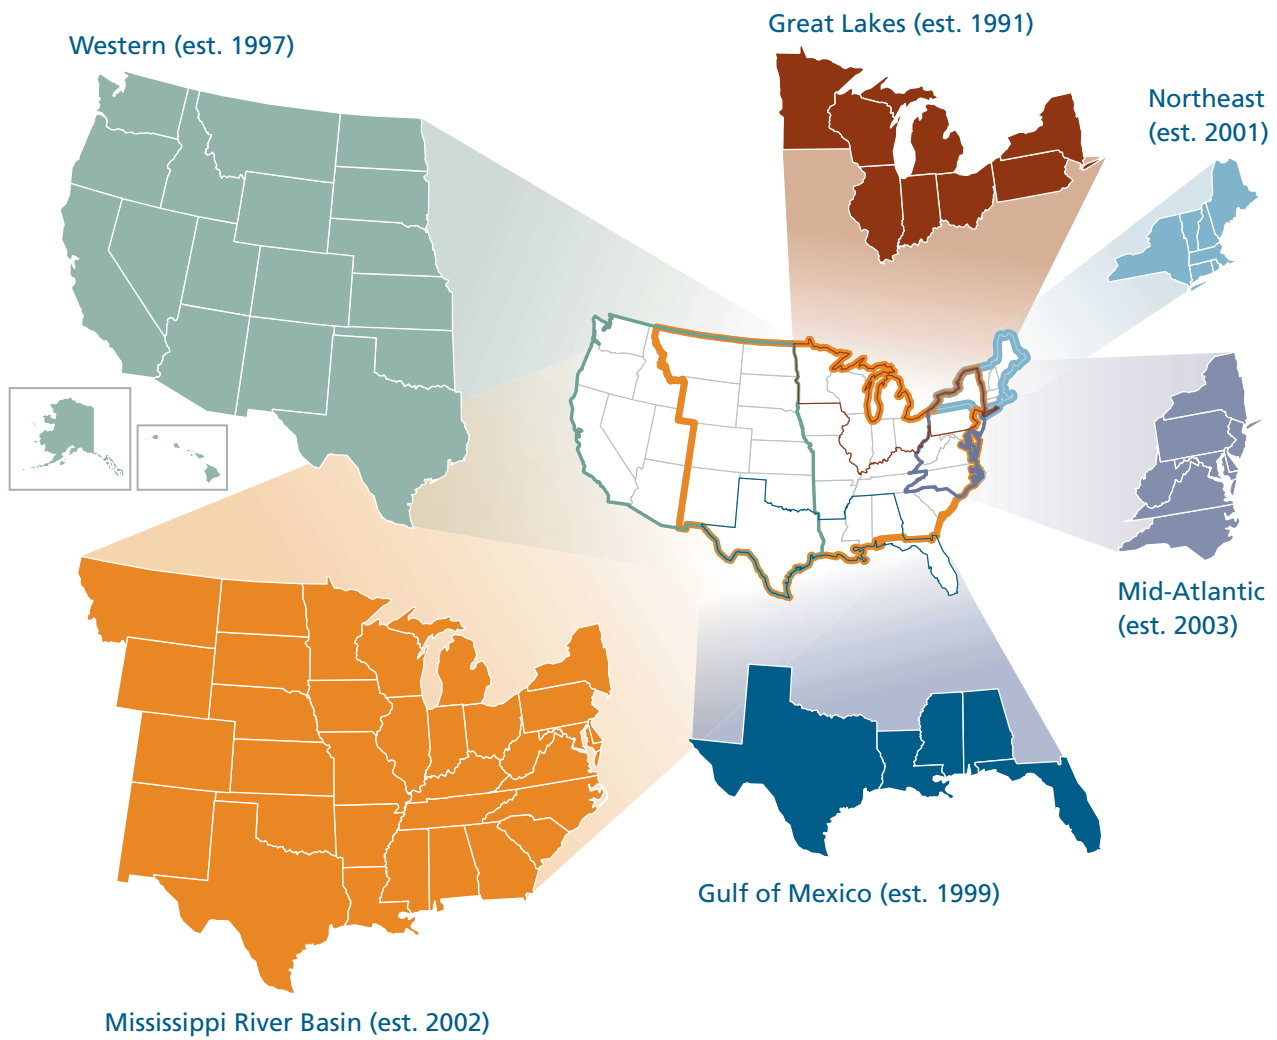 Great Lakes (est. 1991)
Western (est. 1997)
Northeast
(est. 2001)
Mid-Atlantic
(est. 2003)
Gulf of Mexico (est. 1999)
Mississippi River Basin (est. 2002)